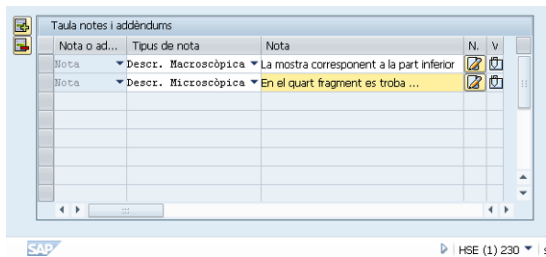 Taula notes i addèndums
Nota o ad... Tipus de nota Nota N. V
Nota Descr. Macroscòpica La mostra correspont a la part inferior
Nota Descr. Microscòpica En el quart fragment es troba ...
SAP HSE (1) 230